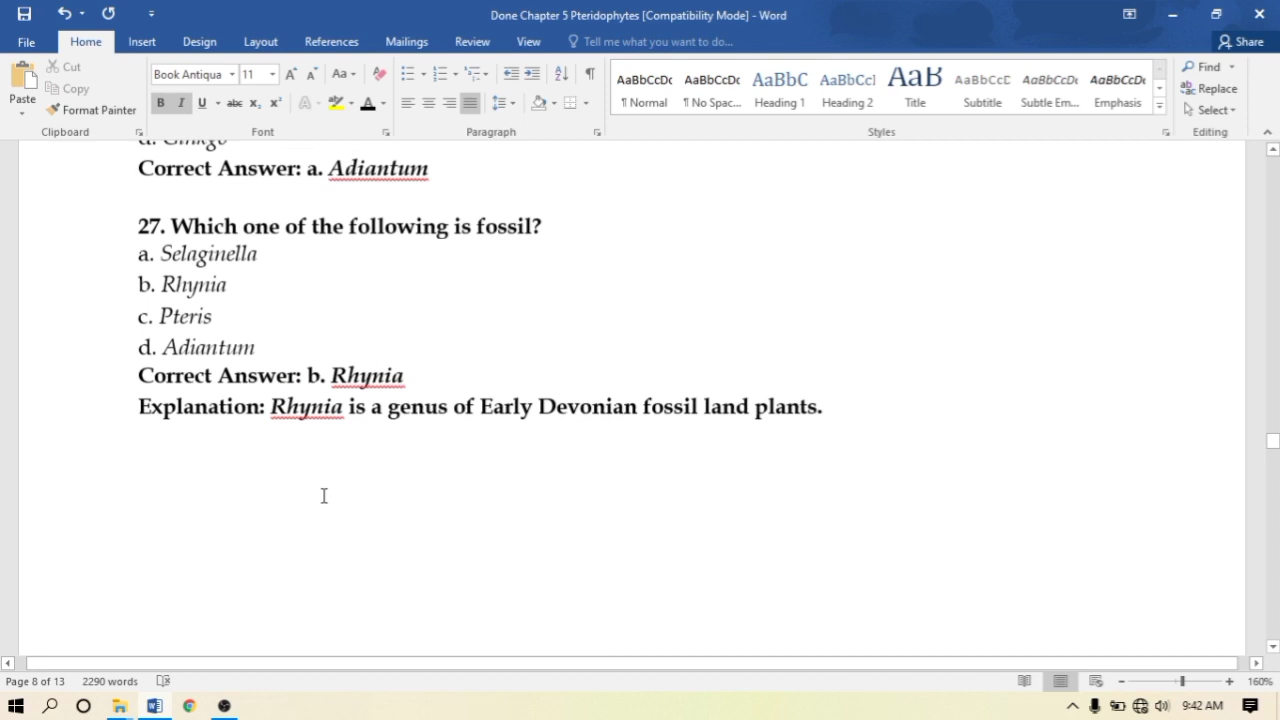 Done Chapter 5 Pteridophytes [Compatibility Mode] - Word
File Home Insert Design Layout References Mailings Review View Tell me what you want to do... Share
Paste
Cut
Copy
Format Painter
Clipboard
Book Antiqua 11
Font
Paragraph
AaBbCcDc AaBbCcDc AaBbC AaBbCcI AaB AaBbCcD AaBbCcDi AaBbCcDc
¶ Normal ¶ No Spac... Heading 1 Heading 2 Title Subtitle Subtle Em... Emphasis
Styles
Find
Replace
Select
Editing
d. Ginkgo
Correct Answer: a. Adiantum
27. Which one of the following is fossil?
a. Selaginella
b. Rhynia
c. Pteris
d. Adiantum
Correct Answer: b. Rhynia
Explanation: Rhynia is a genus of Early Devonian fossil land plants.
Page 8 of 13 2290 words 160%
9:42 AM